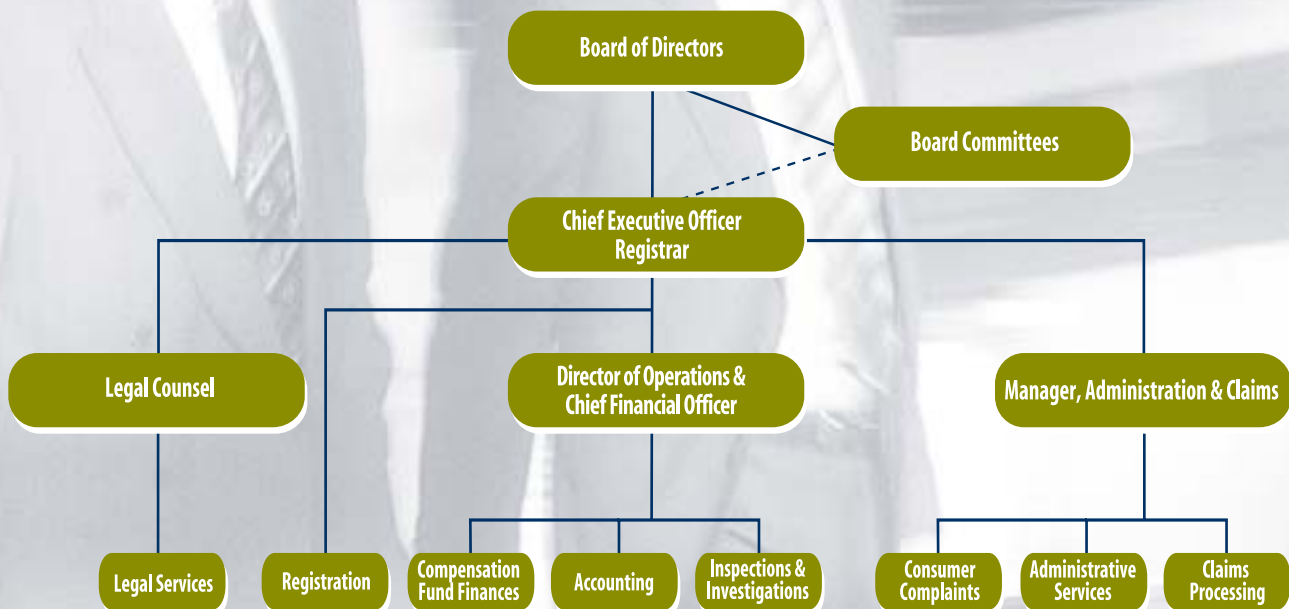 Board of Directors
Board Committees
Chief Executive Officer
Registrar
Legal Counsel
Director of Operations &
Chief Financial Officer
Manager, Administration & Claims
Legal Services
Registration
Compensation
Fund Finances
Accounting
Inspections &
Investigations
Consumer
Complaints
Administrative
Services
Claims
Processing